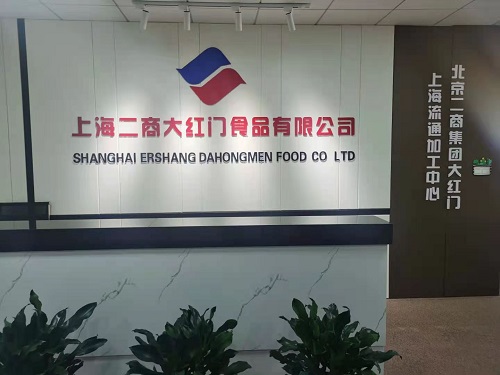 上海二商大红门食品有限公司
SHANGHAI ERSHANG DAHONGMEN FOOD CO LTD
北京二商集团大红门
上海流通加工中心